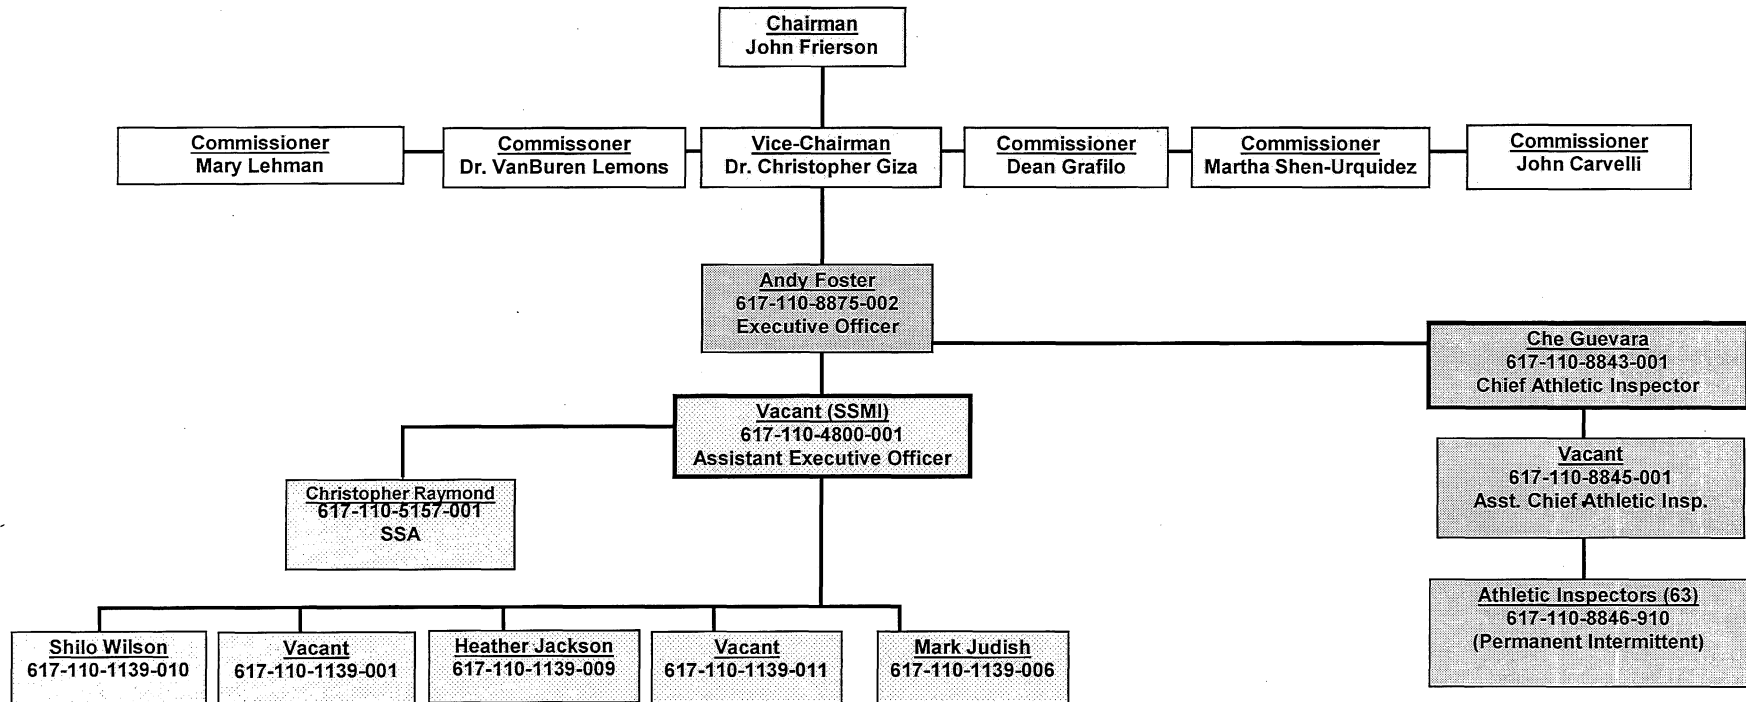 Chairman
John Frierson
Commissioner
Mary Lehman
Commissoner
Dr. VanBuren Lemons
Vice-Chairman
Dr. Christopher Giza
Commissioner
Dean Grafilo
Commissioner
Martha Shen-Urquidez
Commissioner
John Carvelli
Andy Foster
617-110-8875-002
Executive Officer
Che Guevara
617-110-8843-001
Chief Athletic Inspector
Vacant (SSMI)
617-110-4800-001
Assistant Executive Officer
Vacant
617-110-8845-001
Asst. Chief Athletic Insp.
Christopher Raymond
617-110-5157-001
SSA
Athletic Inspectors (63)
617-110-8846-910
(Permanent Intermittent)
Shilo Wilson
617-110-1139-010
Vacant
617-110-1139-001
Heather Jackson
617-110-1139-009
Vacant
617-110-1139-011
Mark Judish
617-110-1139-006